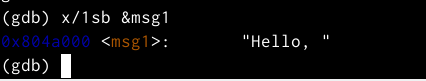 (gdb) x/1sb &msg1
0x804a000 <msg1>:       "Hello, "
(gdb)